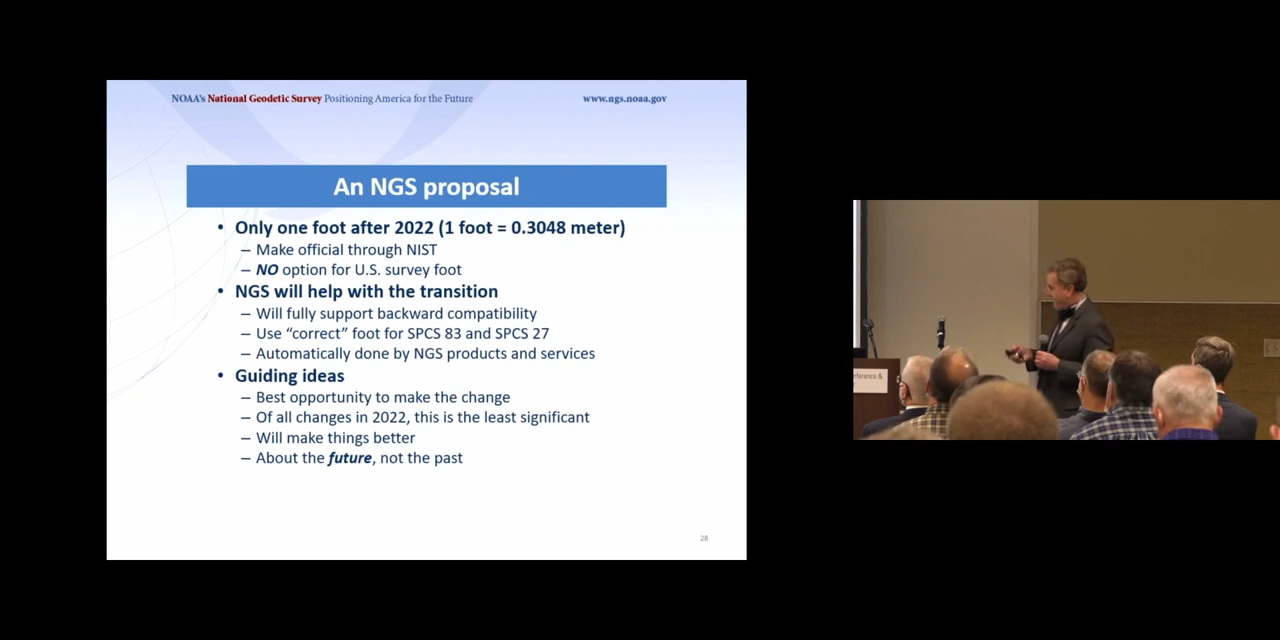 NOAA's National Geodetic Survey Positioning America for the Future www.ngs.noaa.gov
An NGS proposal
• Only one foot after 2022 (1 foot = 0.3048 meter)
– Make official through NIST
– NO option for U.S. survey foot
• NGS will help with the transition
– Will fully support backward compatibility
– Use “correct” foot for SPCS 83 and SPCS 27
– Automatically done by NGS products and services
• Guiding ideas
– Best opportunity to make the change
– Of all changes in 2022, this is the least significant
– Will make things better
– About the future, not the past
28